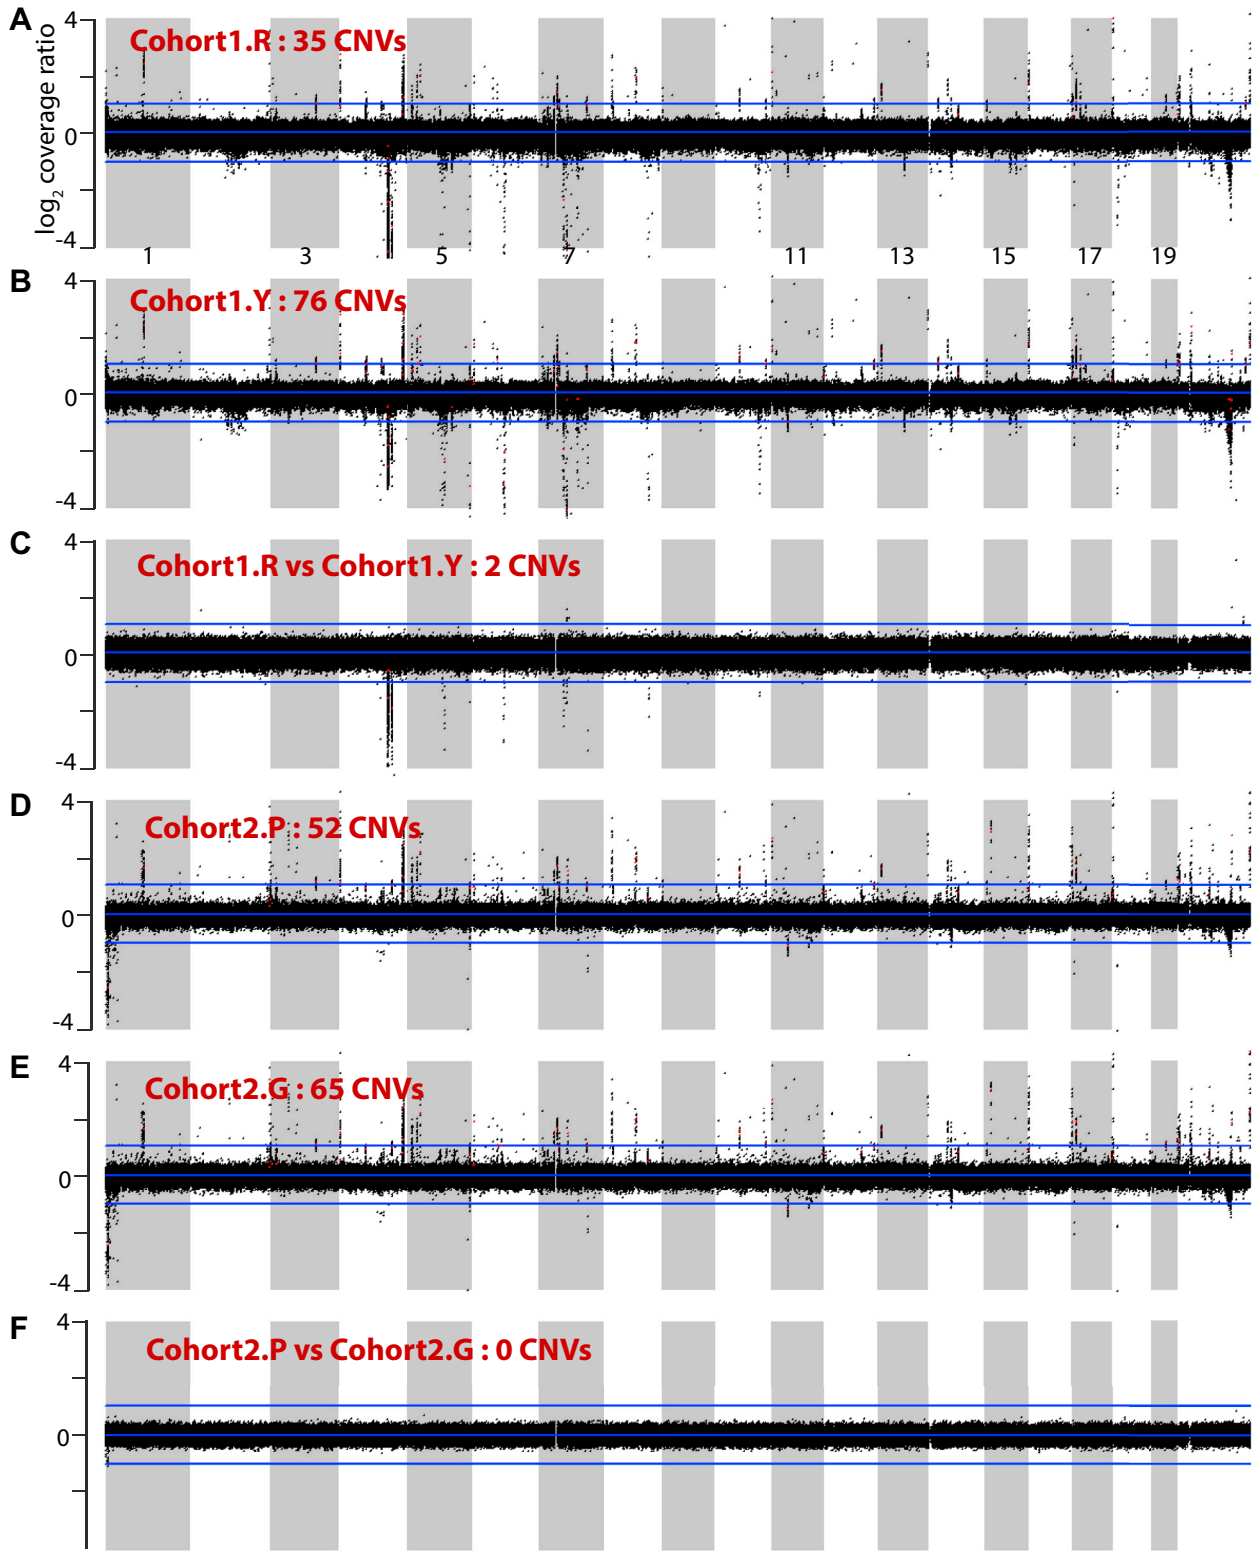 A
4
Cohort1.R : 35 CNVs
log2 coverage ratio
0
-4
1 3 5 7 11 13 15 17 19
B
4
Cohort1.Y : 76 CNVs
0
-4
C
4
Cohort1.R vs Cohort1.Y : 2 CNVs
0
-4
D
4
Cohort2.P : 52 CNVs
0
-4
E
4
Cohort2.G : 65 CNVs
0
-4
F
4
Cohort2.P vs Cohort2.G : 0 CNVs
0